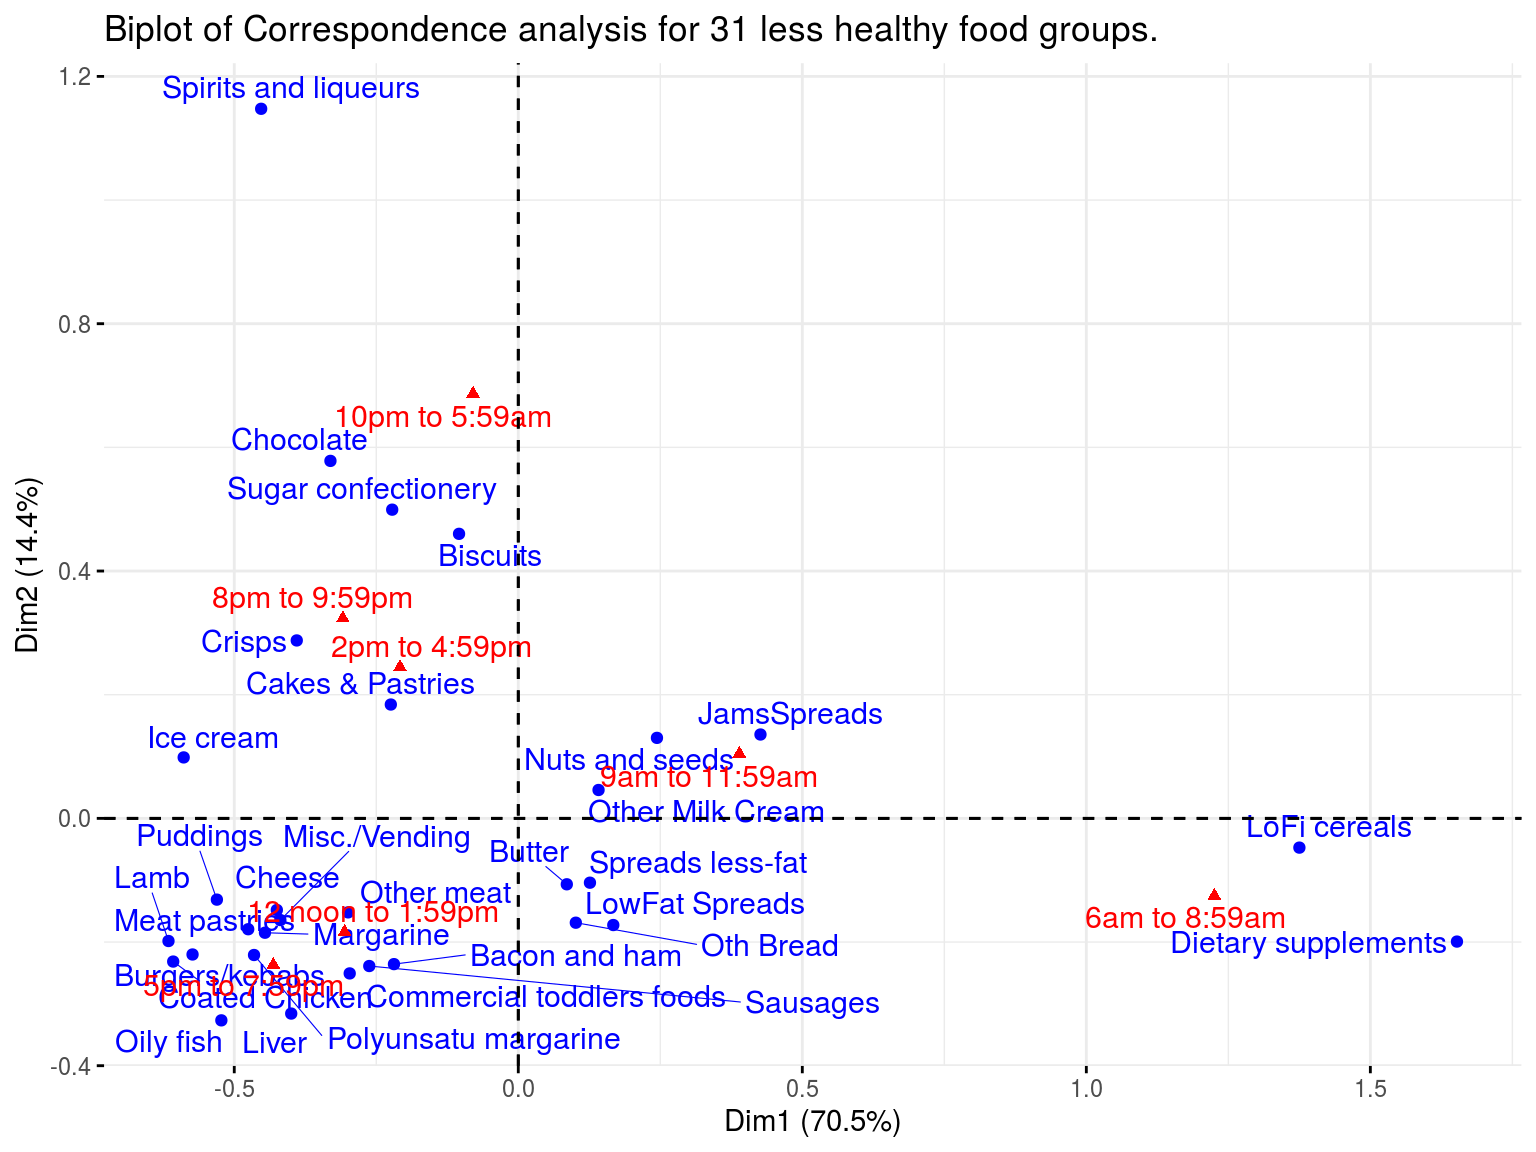 Biplot of Correspondence analysis for 31 less healthy food groups.
1.2
Spirits and liqueurs
0.8
10pm to 5:59am
Chocolate
Sugar confectionery
Biscuits
0.4
8pm to 9:59pm
Crisps
2pm to 4:59pm
Cakes & Pastries
JamsSpreads
Ice cream
Nuts and seeds
9am to 11:59am
Other Milk Cream
0.0
LoFi cereals
Puddings
Misc./Vending
Butter
Spreads less-fat
Lamb
Cheese
Other meat
LowFat Spreads
12 noon to 1:59pm
6am to 8:59am
Meat pastries
Margarine
Oth Bread
Dietary supplements
Bacon and ham
Burgers/kebabs
5pm to 7:59pm
Coated Chicken
Commercial toddlers foods
Sausages
Oily fish
Liver
Polyunsatu margarine
-0.4
-0.5
0.0
0.5
1.0
1.5
Dim1 (70.5%)
Dim2 (14.4%)